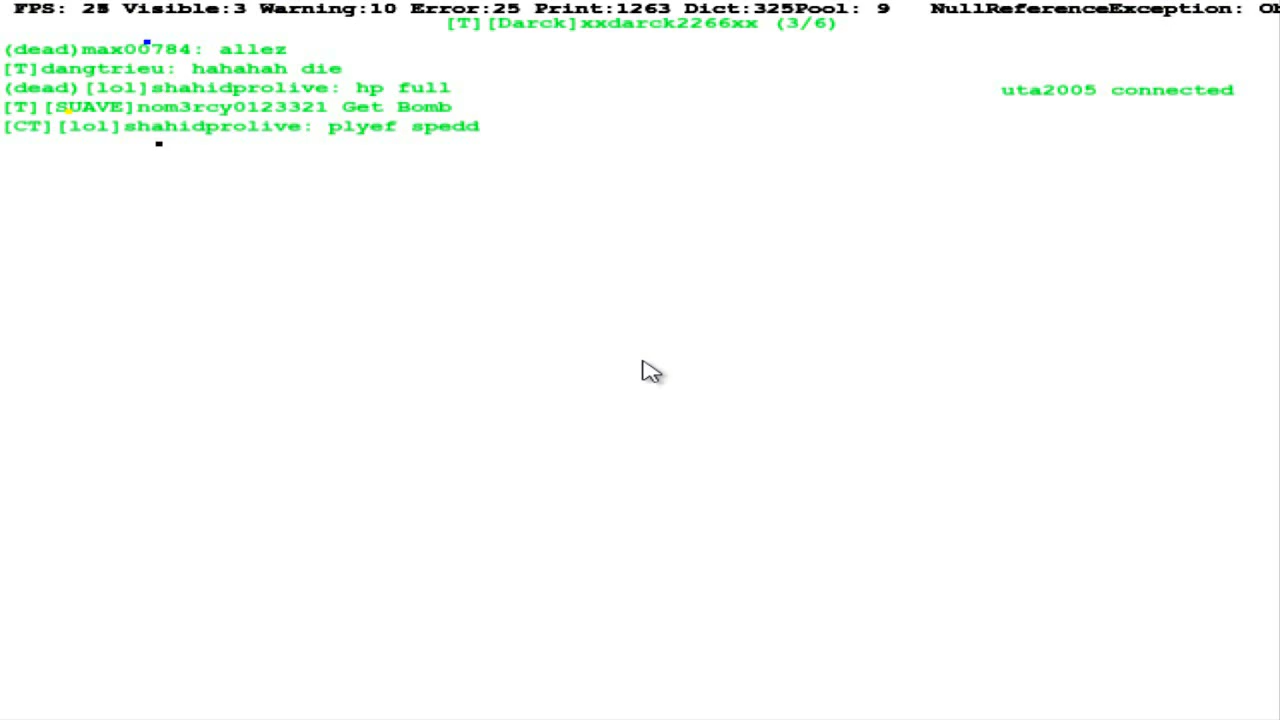 FPS: 25 Visible:3 Warning:10 Error:25 Print:1263 Dict:325Pool: 9 NullReferenceException: Ob
[T][Darck]xxdarck2266xx (3/6)
(dead)max00784: allez
[T]dangtrieu: hahahah die
(dead)[lol]shahidprolive: hp full
uta2005 connected
[T][SUAVE]nom3rcy0123321 Get Bomb
[CT][lol]shahidprolive: plyef spedd